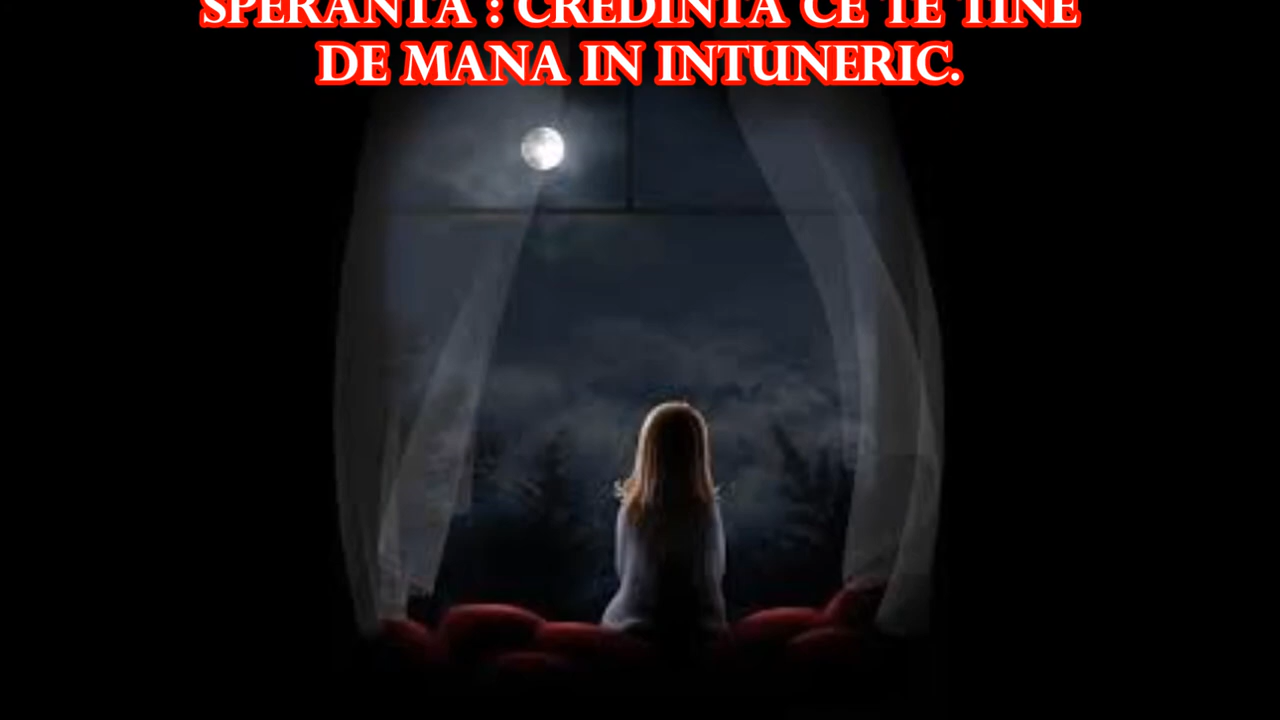 SPERANTA : CREDINTA CE TE TINE
DE MANA IN INTUNERIC.